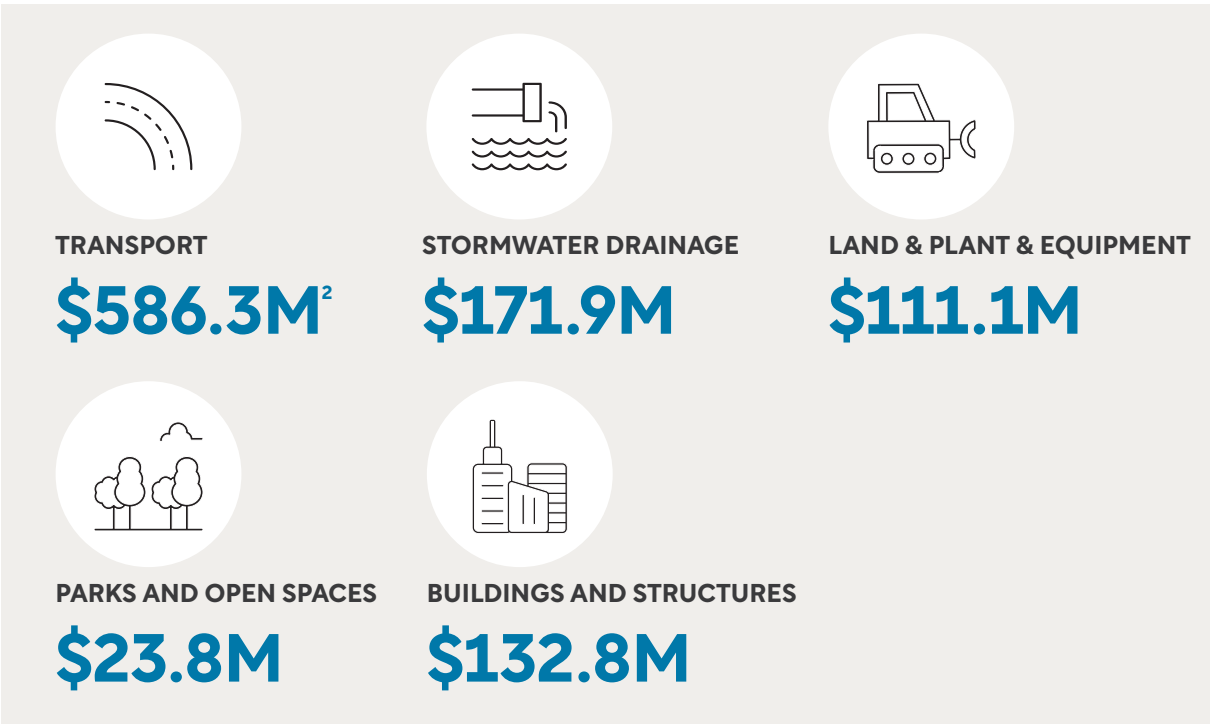 TRANSPORT
$586.3M²
STORMWATER DRAINAGE
$171.9M
LAND & PLANT & EQUIPMENT
$111.1M
PARKS AND OPEN SPACES
$23.8M
BUILDINGS AND STRUCTURES
$132.8M